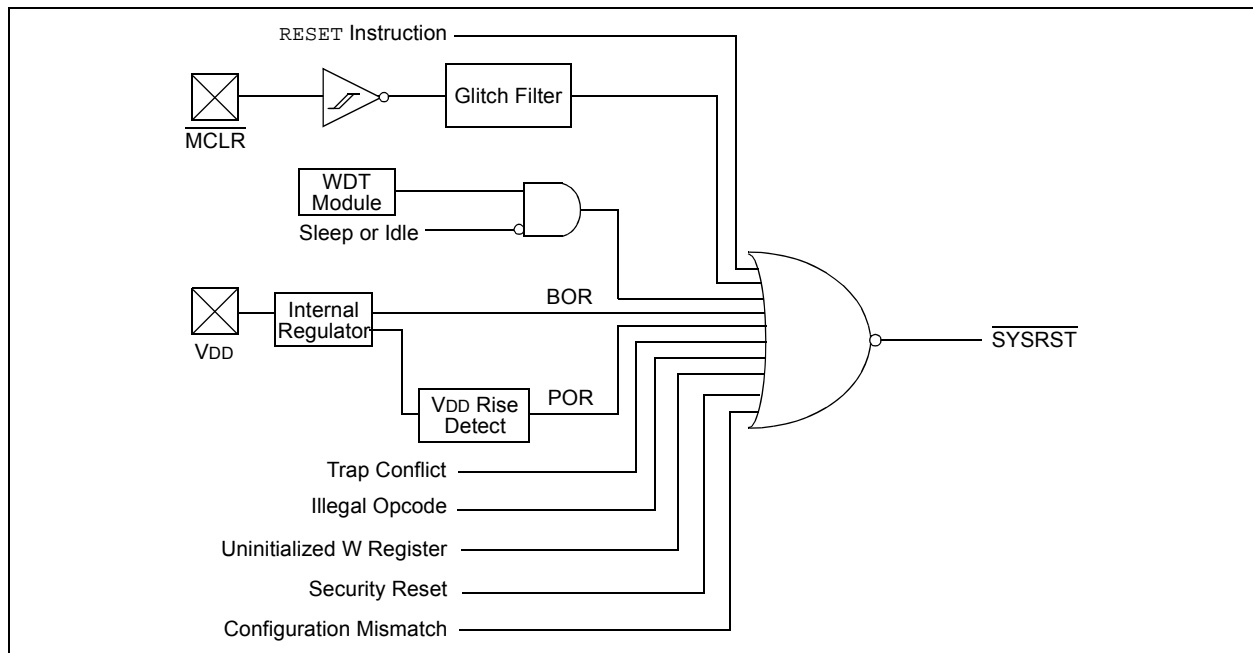 RESET Instruction
Glitch Filter
MCLR
WDT
Module
Sleep or Idle
BOR
Internal
Regulator
VDD
SYSRST
POR
VDD Rise
Detect
Trap Conflict
Illegal Opcode
Uninitialized W Register
Security Reset
Configuration Mismatch